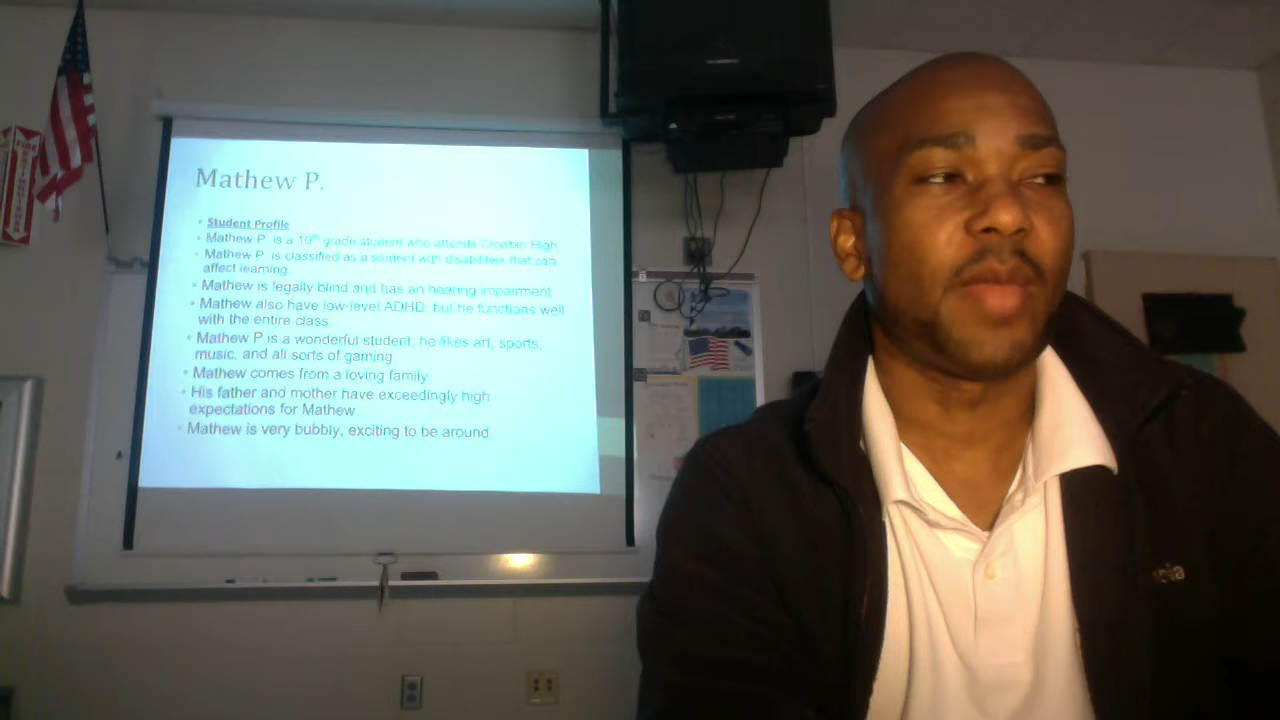 Mathew P.
• Student Profile
• Mathew P. is a 10th grade student who attends Croatan High.
• Mathew P. is classified as a student with disabilities that can
affect learning.
• Mathew is legally blind and has an hearing impairment.
• Mathew also have low-level ADHD, but he functions well
with the entire class.
• Mathew P is a wonderful student, he likes art, sports,
music, and all sorts of gaming.
• Mathew comes from a loving family.
• His father and mother have exceedingly high
expectations for Mathew.
• Mathew is very bubbly, exciting to be around.